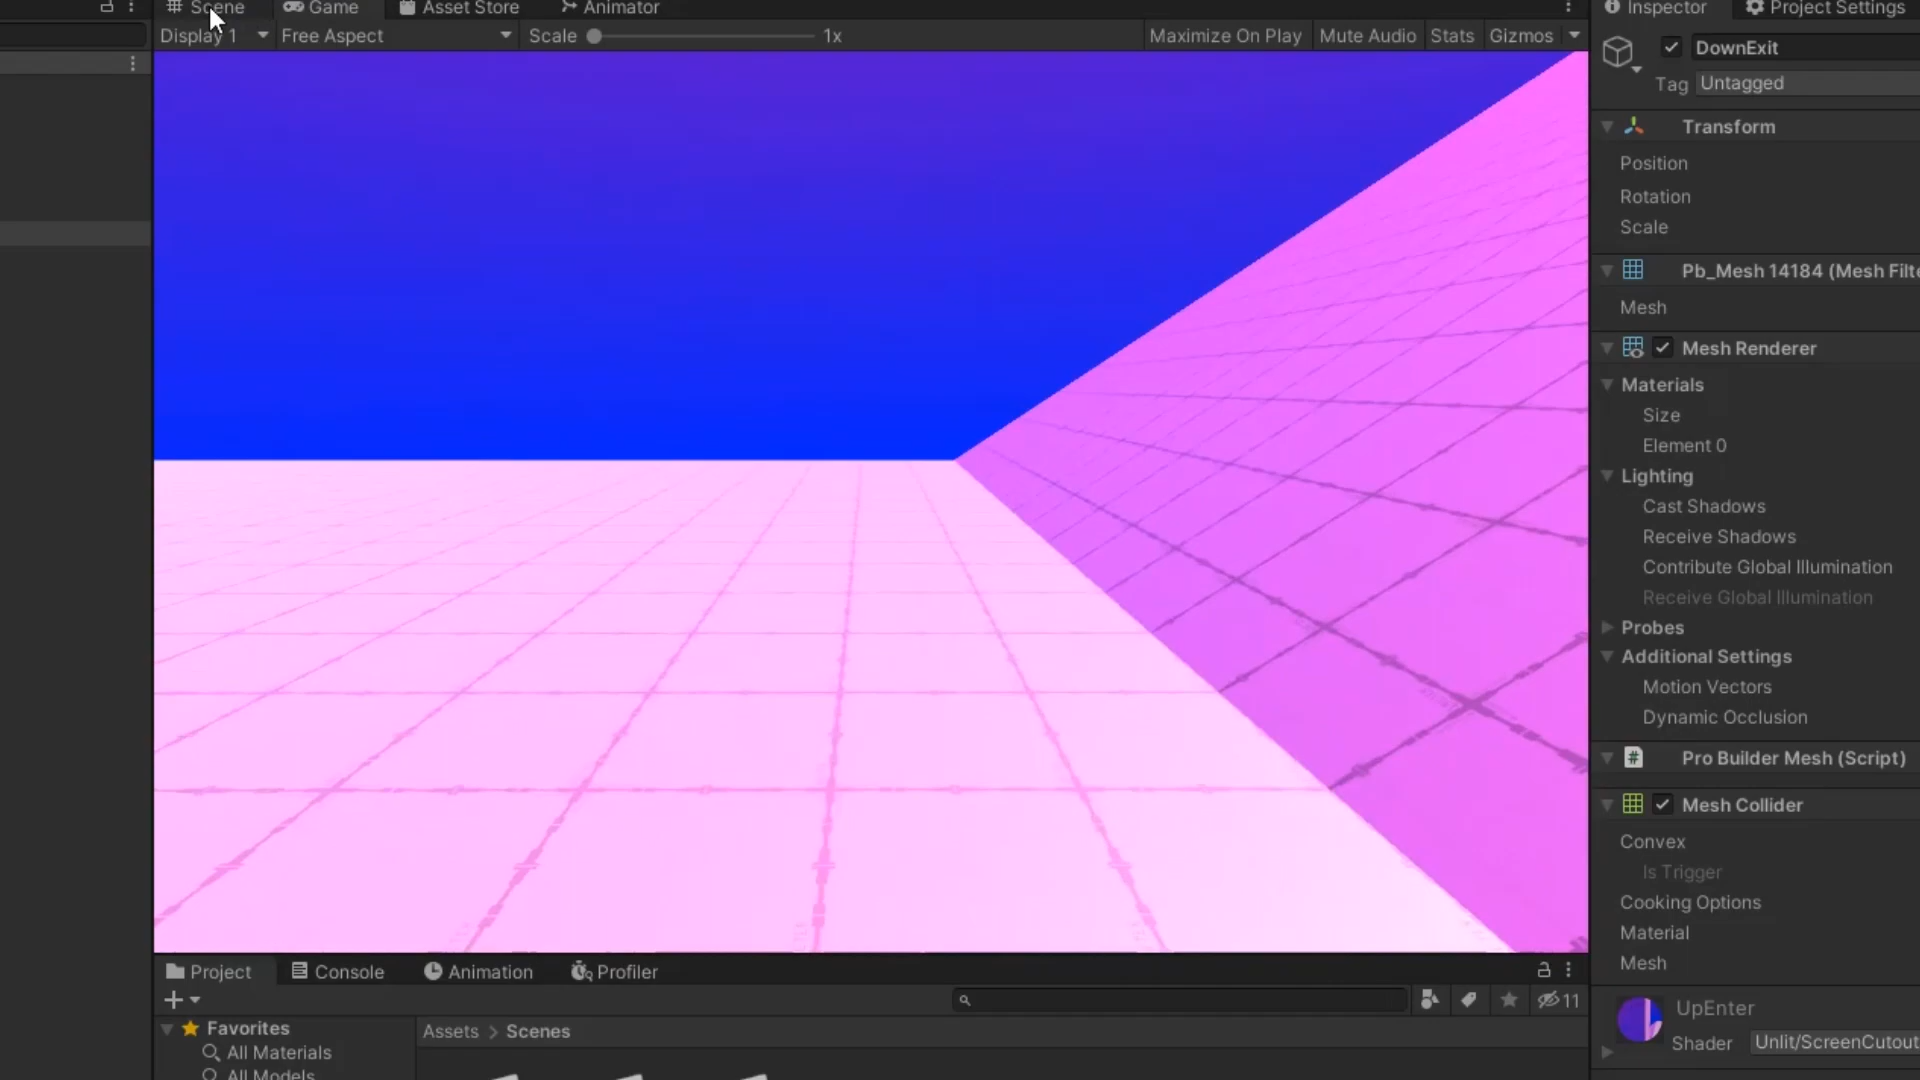 Scene Game Asset Store Animator
Display 1 Free Aspect Scale 1x Maximize On Play Mute Audio Stats Gizmos
Project Console Animation Profiler
11
Favorites
All Materials
All Models
Assets > Scenes
Inspector Project Settings
DownExit
Tag Untagged
Transform
Position
Rotation
Scale
Pb_Mesh 14184 (Mesh Filte
Mesh
Mesh Renderer
Materials
Size
Element 0
Lighting
Cast Shadows
Receive Shadows
Contribute Global Illumination
Receive Global Illumination
Probes
Additional Settings
Motion Vectors
Dynamic Occlusion
Pro Builder Mesh (Script)
Mesh Collider
Convex
Is Trigger
Cooking Options
Material
Mesh
UpEnter
Shader Unlit/ScreenCutout